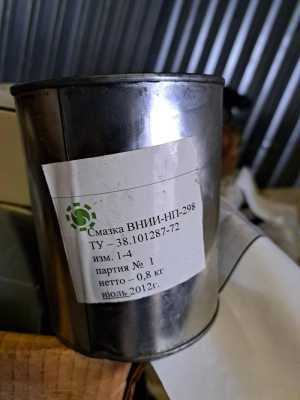 Смазка ВНИИ-НП-298
ТУ – 38.101287-72
изм. 1-4
партия № 1
нетто – 0,8 кг
июль 2012г.